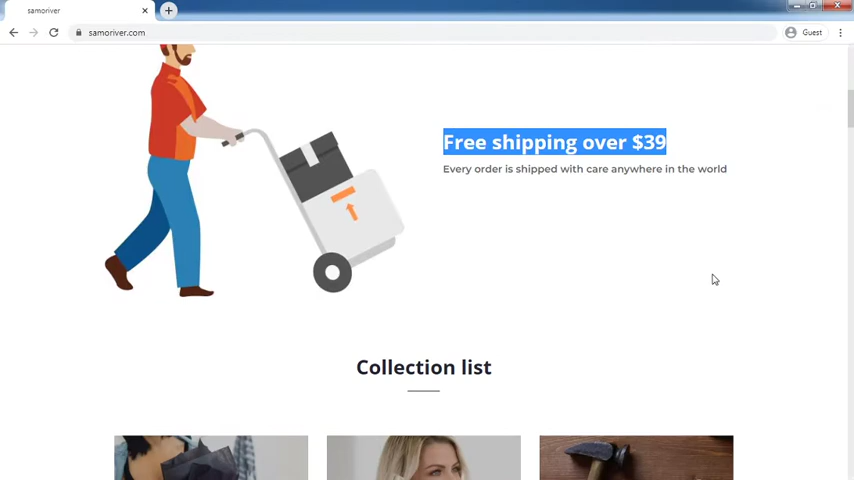 samoriver
samoriver.com
Guest
Free shipping over $39
Every order is shipped with care anywhere in the world
Collection list